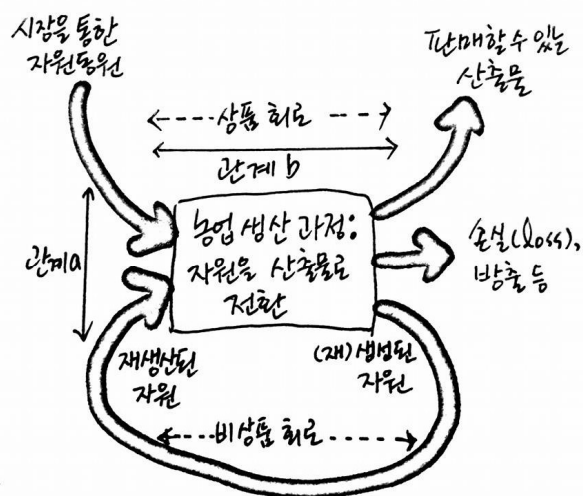 시장을 통한
자원동원
판매할 수 있는
산출물
상품 회로
관계 b
관계a
농업 생산 과정:
자원을 산출물로
전환
손실(loss),
방출 등
재생산된
자원
(재)생성된
자원
비상품 회로